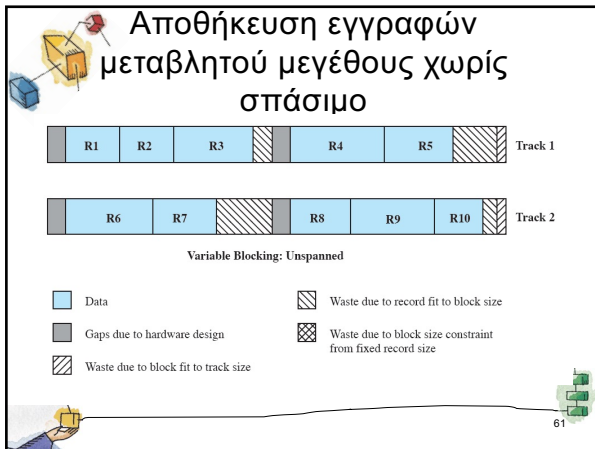 Αποθήκευση εγγραφών
μεταβλητού μεγέθους χωρίς
σπάσιμο
R1 R2 R3 R4 R5 Track 1
R6 R7 R8 R9 R10 Track 2
Variable Blocking: Unspanned
Data
Gaps due to hardware design
Waste due to block fit to track size
Waste due to record fit to block size
Waste due to block size constraint
from fixed record size
61